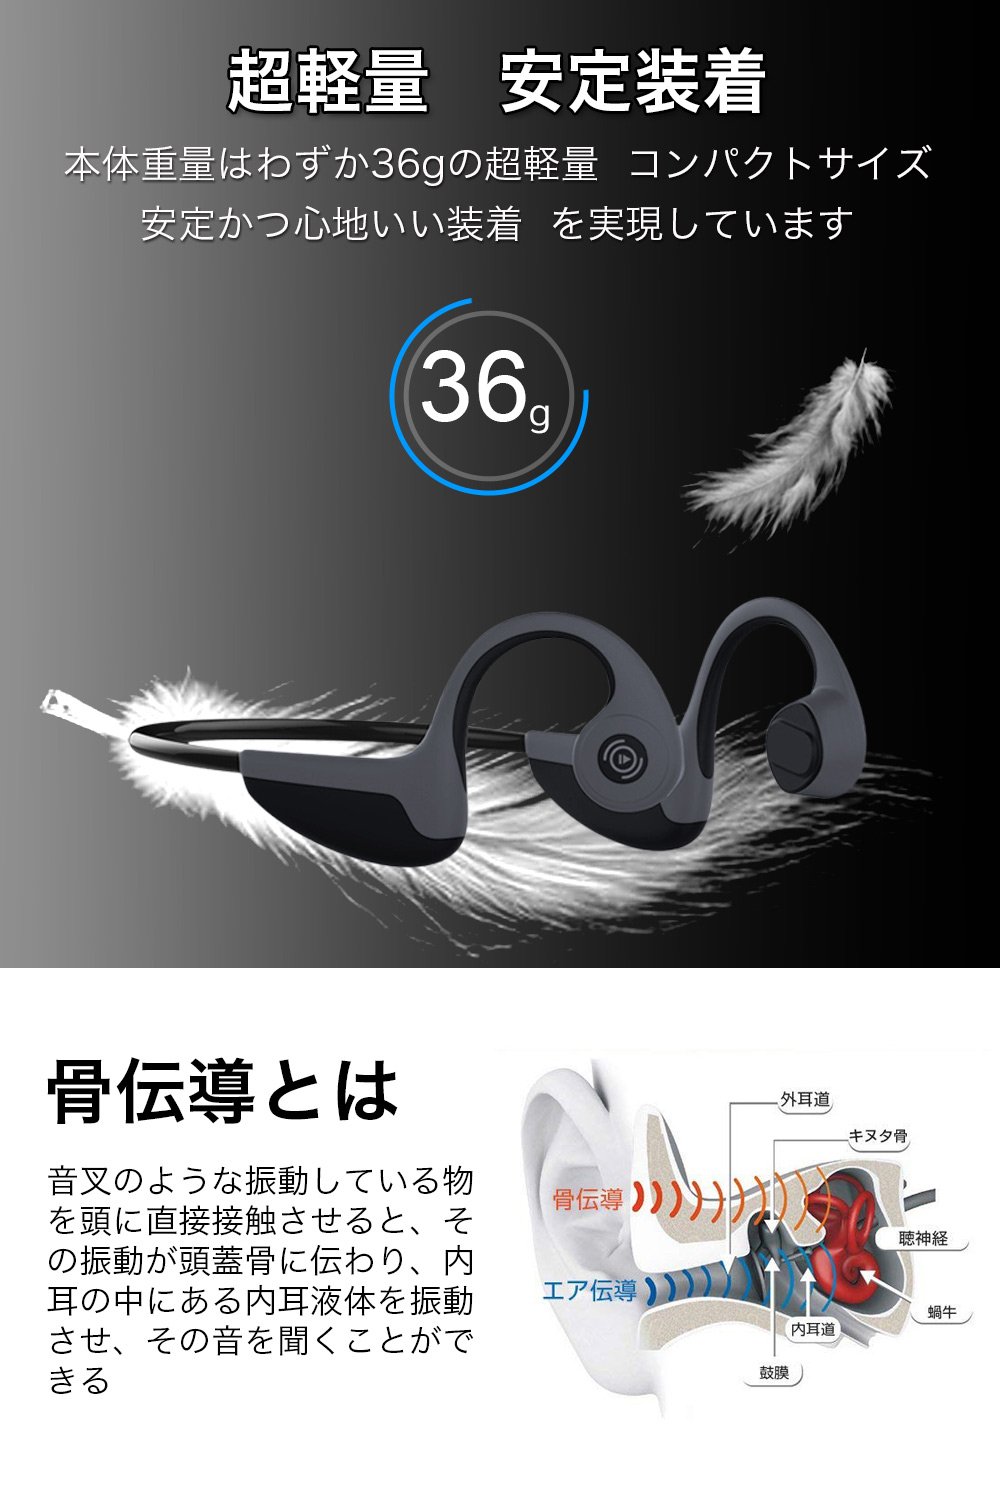 超軽量　安定装着
本体重量はわずか36gの超軽量 コンパクトサイズ
安定かつ心地いい装着 を実現しています
36g
骨伝導とは
音叉のような振動している物
を頭に直接接触させると、そ
の振動が頭蓋骨に伝わり、内
耳の中にある内耳液体を振動
させ、その音を聞くことがで
きる
外耳道
キヌタ骨
骨伝導
聴神経
エア伝導
蝸牛
内耳道
鼓膜